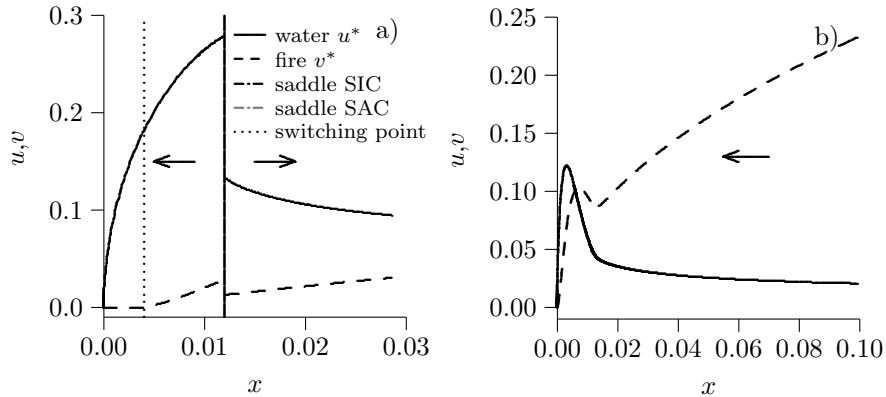 0.3
0.2
0.1
0.0
u,v
a)
water u*
fire v*
saddle SIC
saddle SAC
switching point
0.00
0.01
0.02
0.03
x
0.25
0.20
0.15
0.10
0.05
0.00
u,v
b)
0.00
0.02
0.04
0.06
0.08
0.10
x